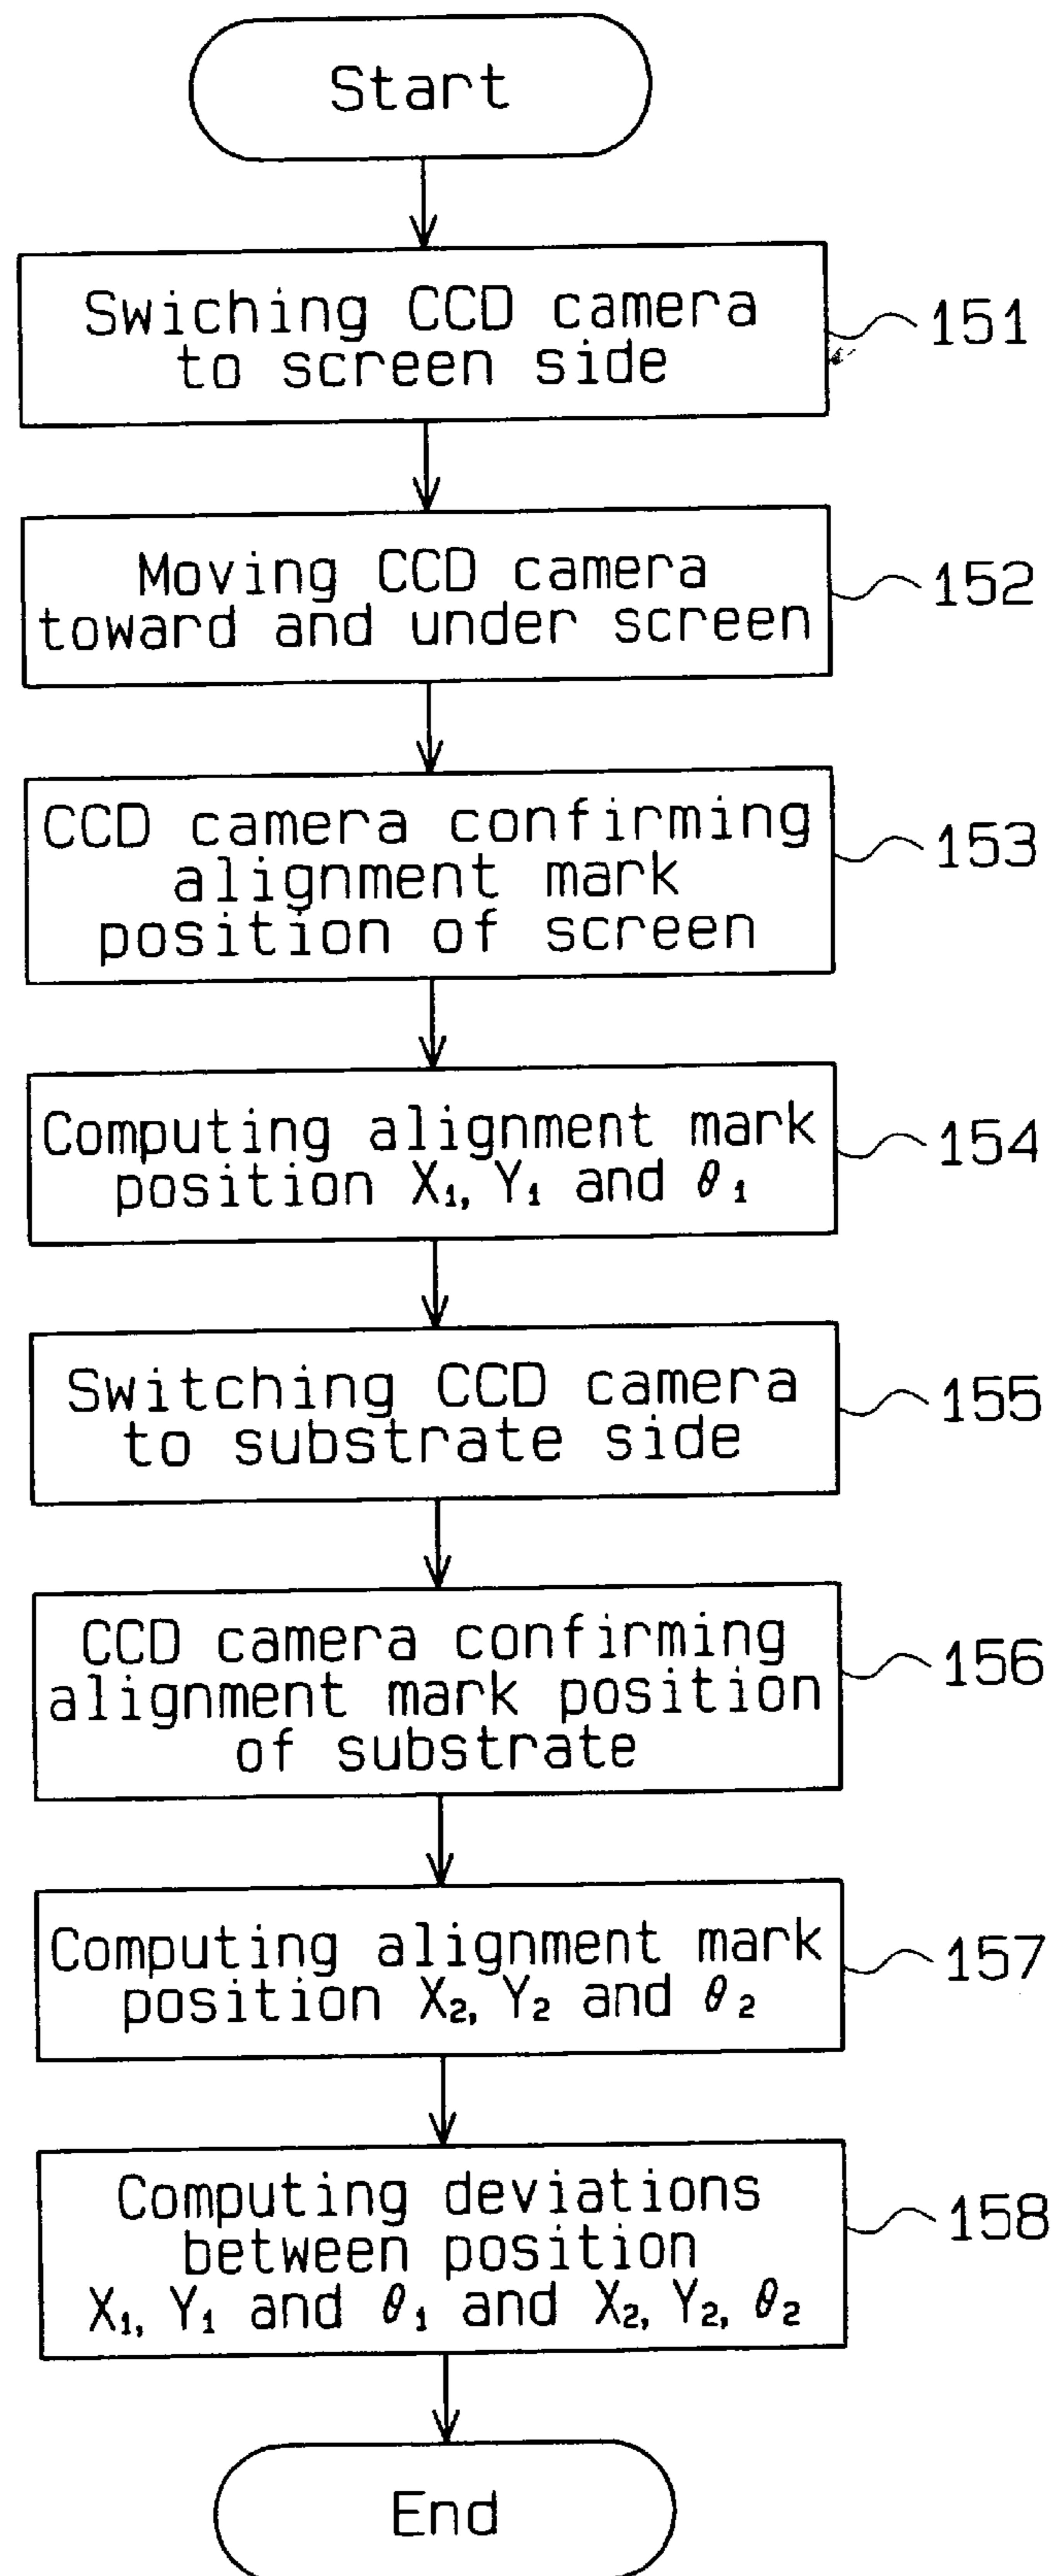 Start
Swiching CCD camera
to screen side
151
Moving CCD camera
toward and under screen
152
CCD camera confirming
alignment mark
position of screen
153
Computing alignment mark
position X₁, Y₁ and θ₁
154
Switching CCD camera
to substrate side
155
CCD camera confirming
alignment mark position
of substrate
156
Computing alignment mark
position X₂, Y₂ and θ₂
157
Computing deviations
between position
X₁, Y₁ and θ₁ and X₂, Y₂, θ₂
158
End